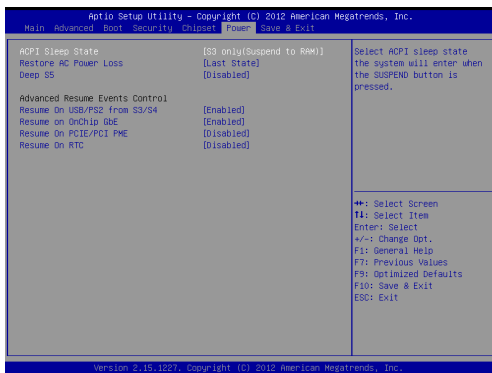 Aptio Setup Utility – Copyright (C) 2012 American Megatrends, Inc.
Main Advanced Boot Security Chipset Power Save & Exit
ACPI Sleep State [S3 only(Suspend to RAM)]
Restore AC Power Loss [Last State]
Deep S5 [Disabled]
Advanced Resume Events Control
Resume On USB/PS2 from S3/S4 [Enabled]
Resume on OnChip GbE [Enabled]
Resume On PCIE/PCI PME [Disabled]
Resume On RTC [Disabled]
Select ACPI sleep state
the system will enter when
the SUSPEND button is
pressed.
→←: Select Screen
↑↓: Select Item
Enter: Select
+/-: Change Opt.
F1: General Help
F7: Previous Values
F9: Optimized Defaults
F10: Save & Exit
ESC: Exit
Version 2.15.1227. Copyright (C) 2012 American Megatrends, Inc.